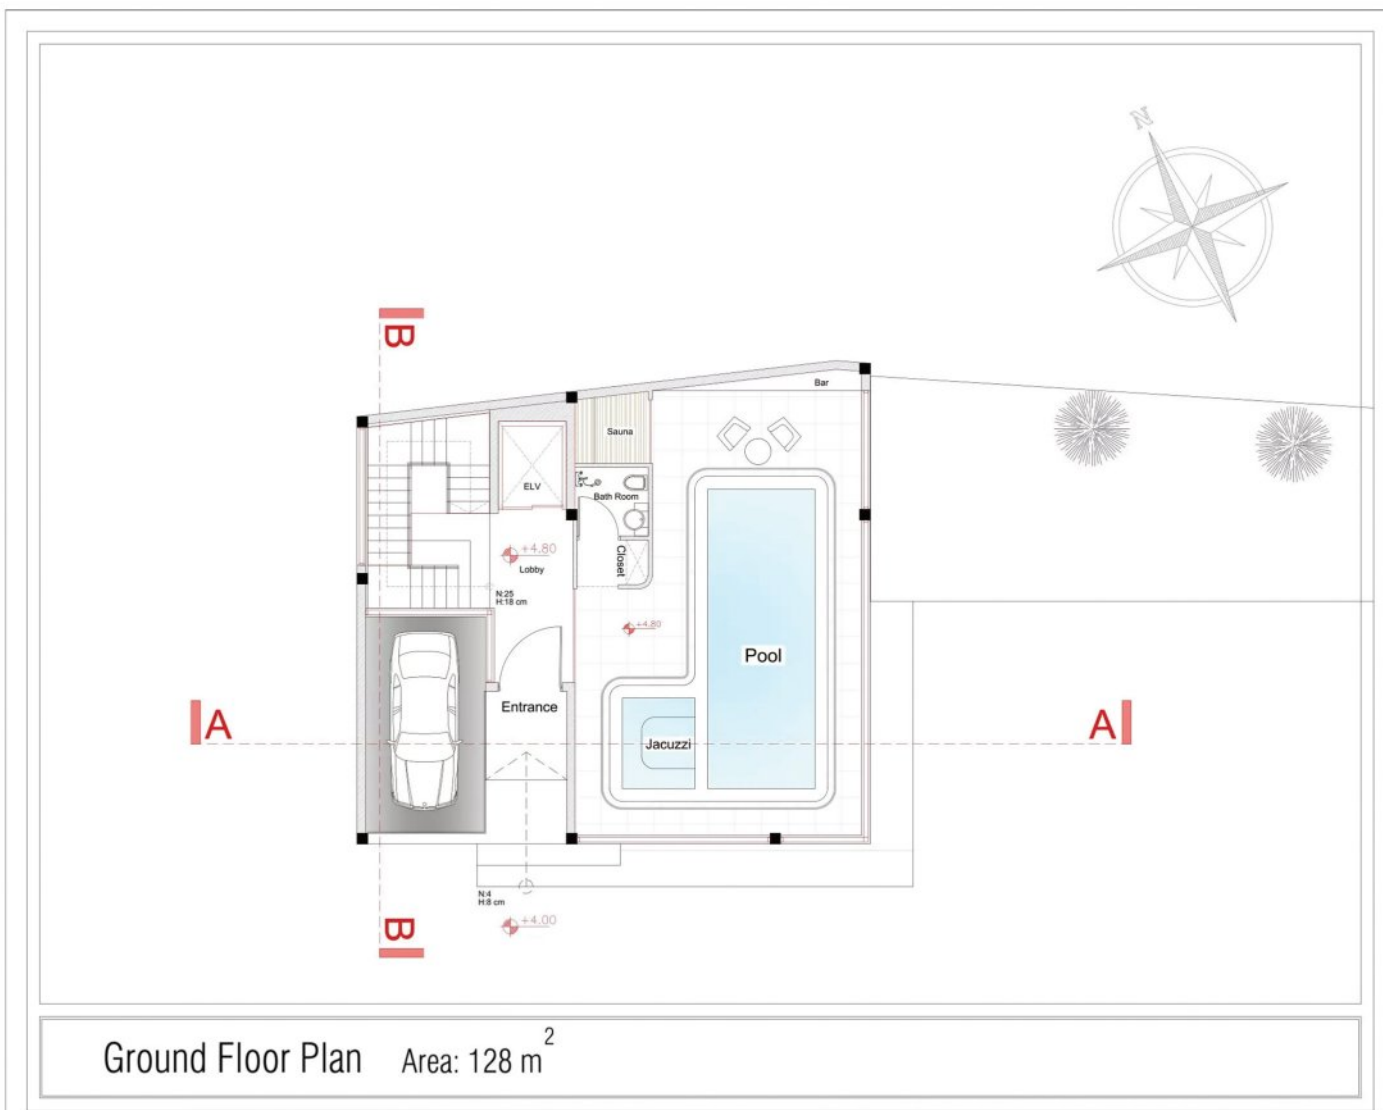 N
B
Bar
Sauna
ELV
Bath Room
Closet
+4.80
Lobby
N:25
H:18 cm
+4.80
Pool
Entrance
A
A
Jacuzzi
N:4
H:8 cm
+4.00
B
Ground Floor Plan Area: 128 m²